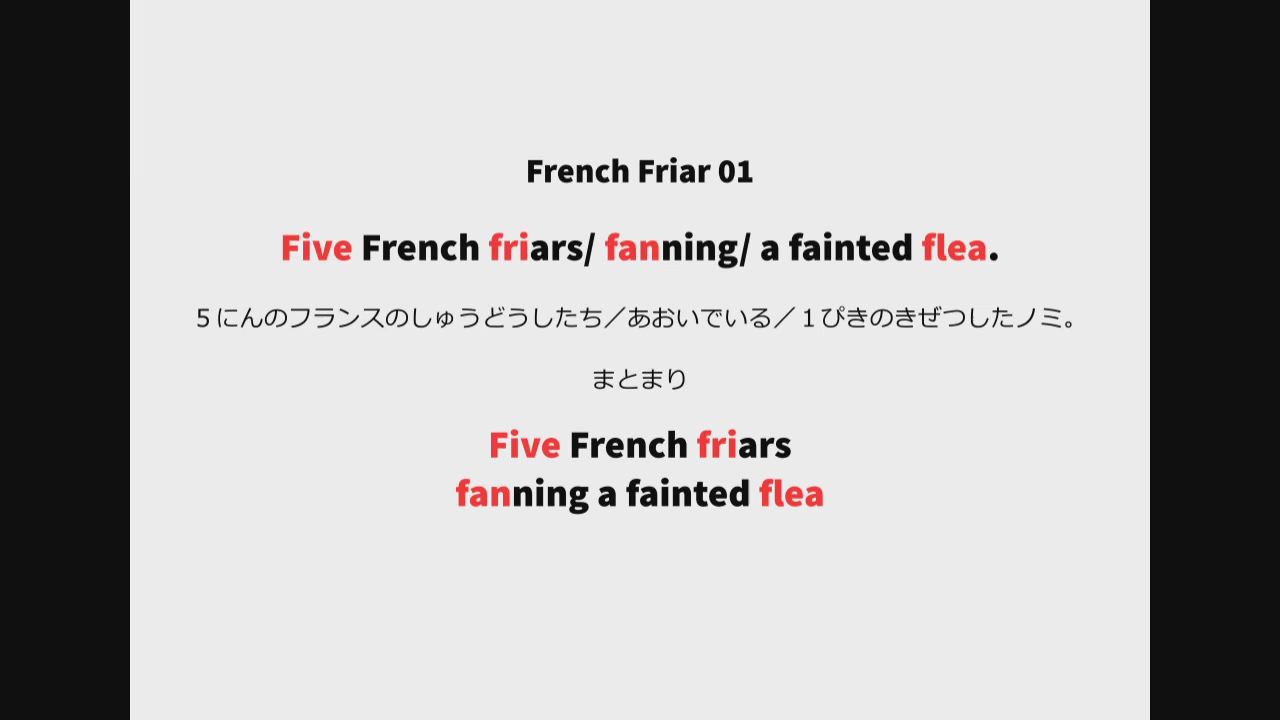 French Friar 01
Five French friars/ fanning/ a fainted flea.
５にんのフランスのしゅうどうしたち／あおいでいる／１ぴきのきぜつしたノミ。
まとまり
Five French friars
fanning a fainted flea